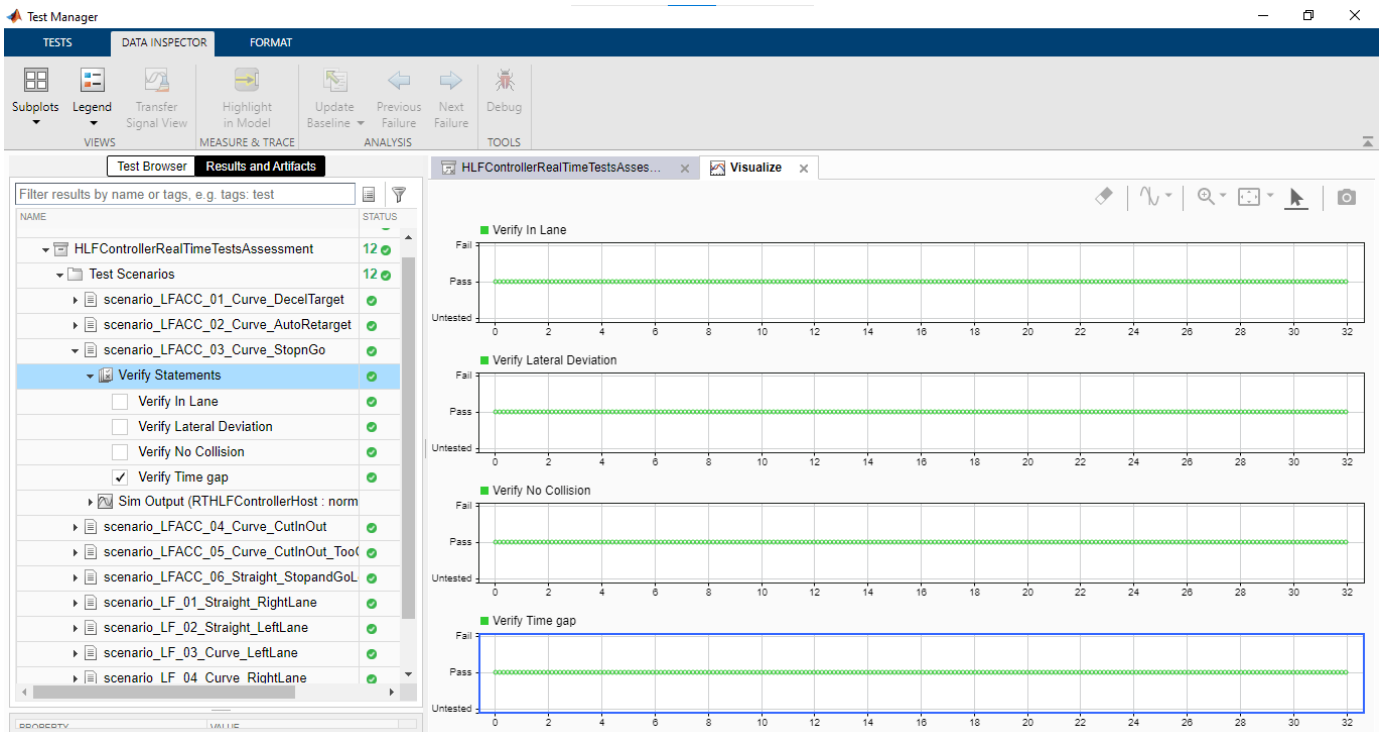 Test Manager
TESTS DATA INSPECTOR FORMAT
Subplots Legend Transfer Signal View Highlight in Model Update Baseline Previous Failure Next Failure Debug
VIEWS MEASURE & TRACE ANALYSIS TOOLS
Test Browser Results and Artifacts
Filter results by name or tags, e.g. tags: test
NAME STATUS
HLFControllerRealTimeTestsAssessment 12
Test Scenarios 12
scenario_LFACC_01_Curve_DecelTarget
scenario_LFACC_02_Curve_AutoRetarget
scenario_LFACC_03_Curve_StopnGo
Verify Statements
Verify In Lane
Verify Lateral Deviation
Verify No Collision
Verify Time gap
Sim Output (RTHLFControllerHost : norm
scenario_LFACC_04_Curve_CutInOut
scenario_LFACC_05_Curve_CutInOut_Too
scenario_LFACC_06_Straight_StopandGoL
scenario_LF_01_Straight_RightLane
scenario_LF_02_Straight_LeftLane
scenario_LF_03_Curve_LeftLane
scenario_LF_04_Curve_RightLane
PROPERTY VALUE
HLFControllerRealTimeTestsAsses... Visualize
Verify In Lane
Fail
Pass
Untested
0 2 4 6 8 10 12 14 16 18 20 22 24 26 28 30 32
Verify Lateral Deviation
Fail
Pass
Untested
0 2 4 6 8 10 12 14 16 18 20 22 24 26 28 30 32
Verify No Collision
Fail
Pass
Untested
0 2 4 6 8 10 12 14 16 18 20 22 24 26 28 30 32
Verify Time gap
Fail
Pass
Untested
0 2 4 6 8 10 12 14 16 18 20 22 24 26 28 30 32